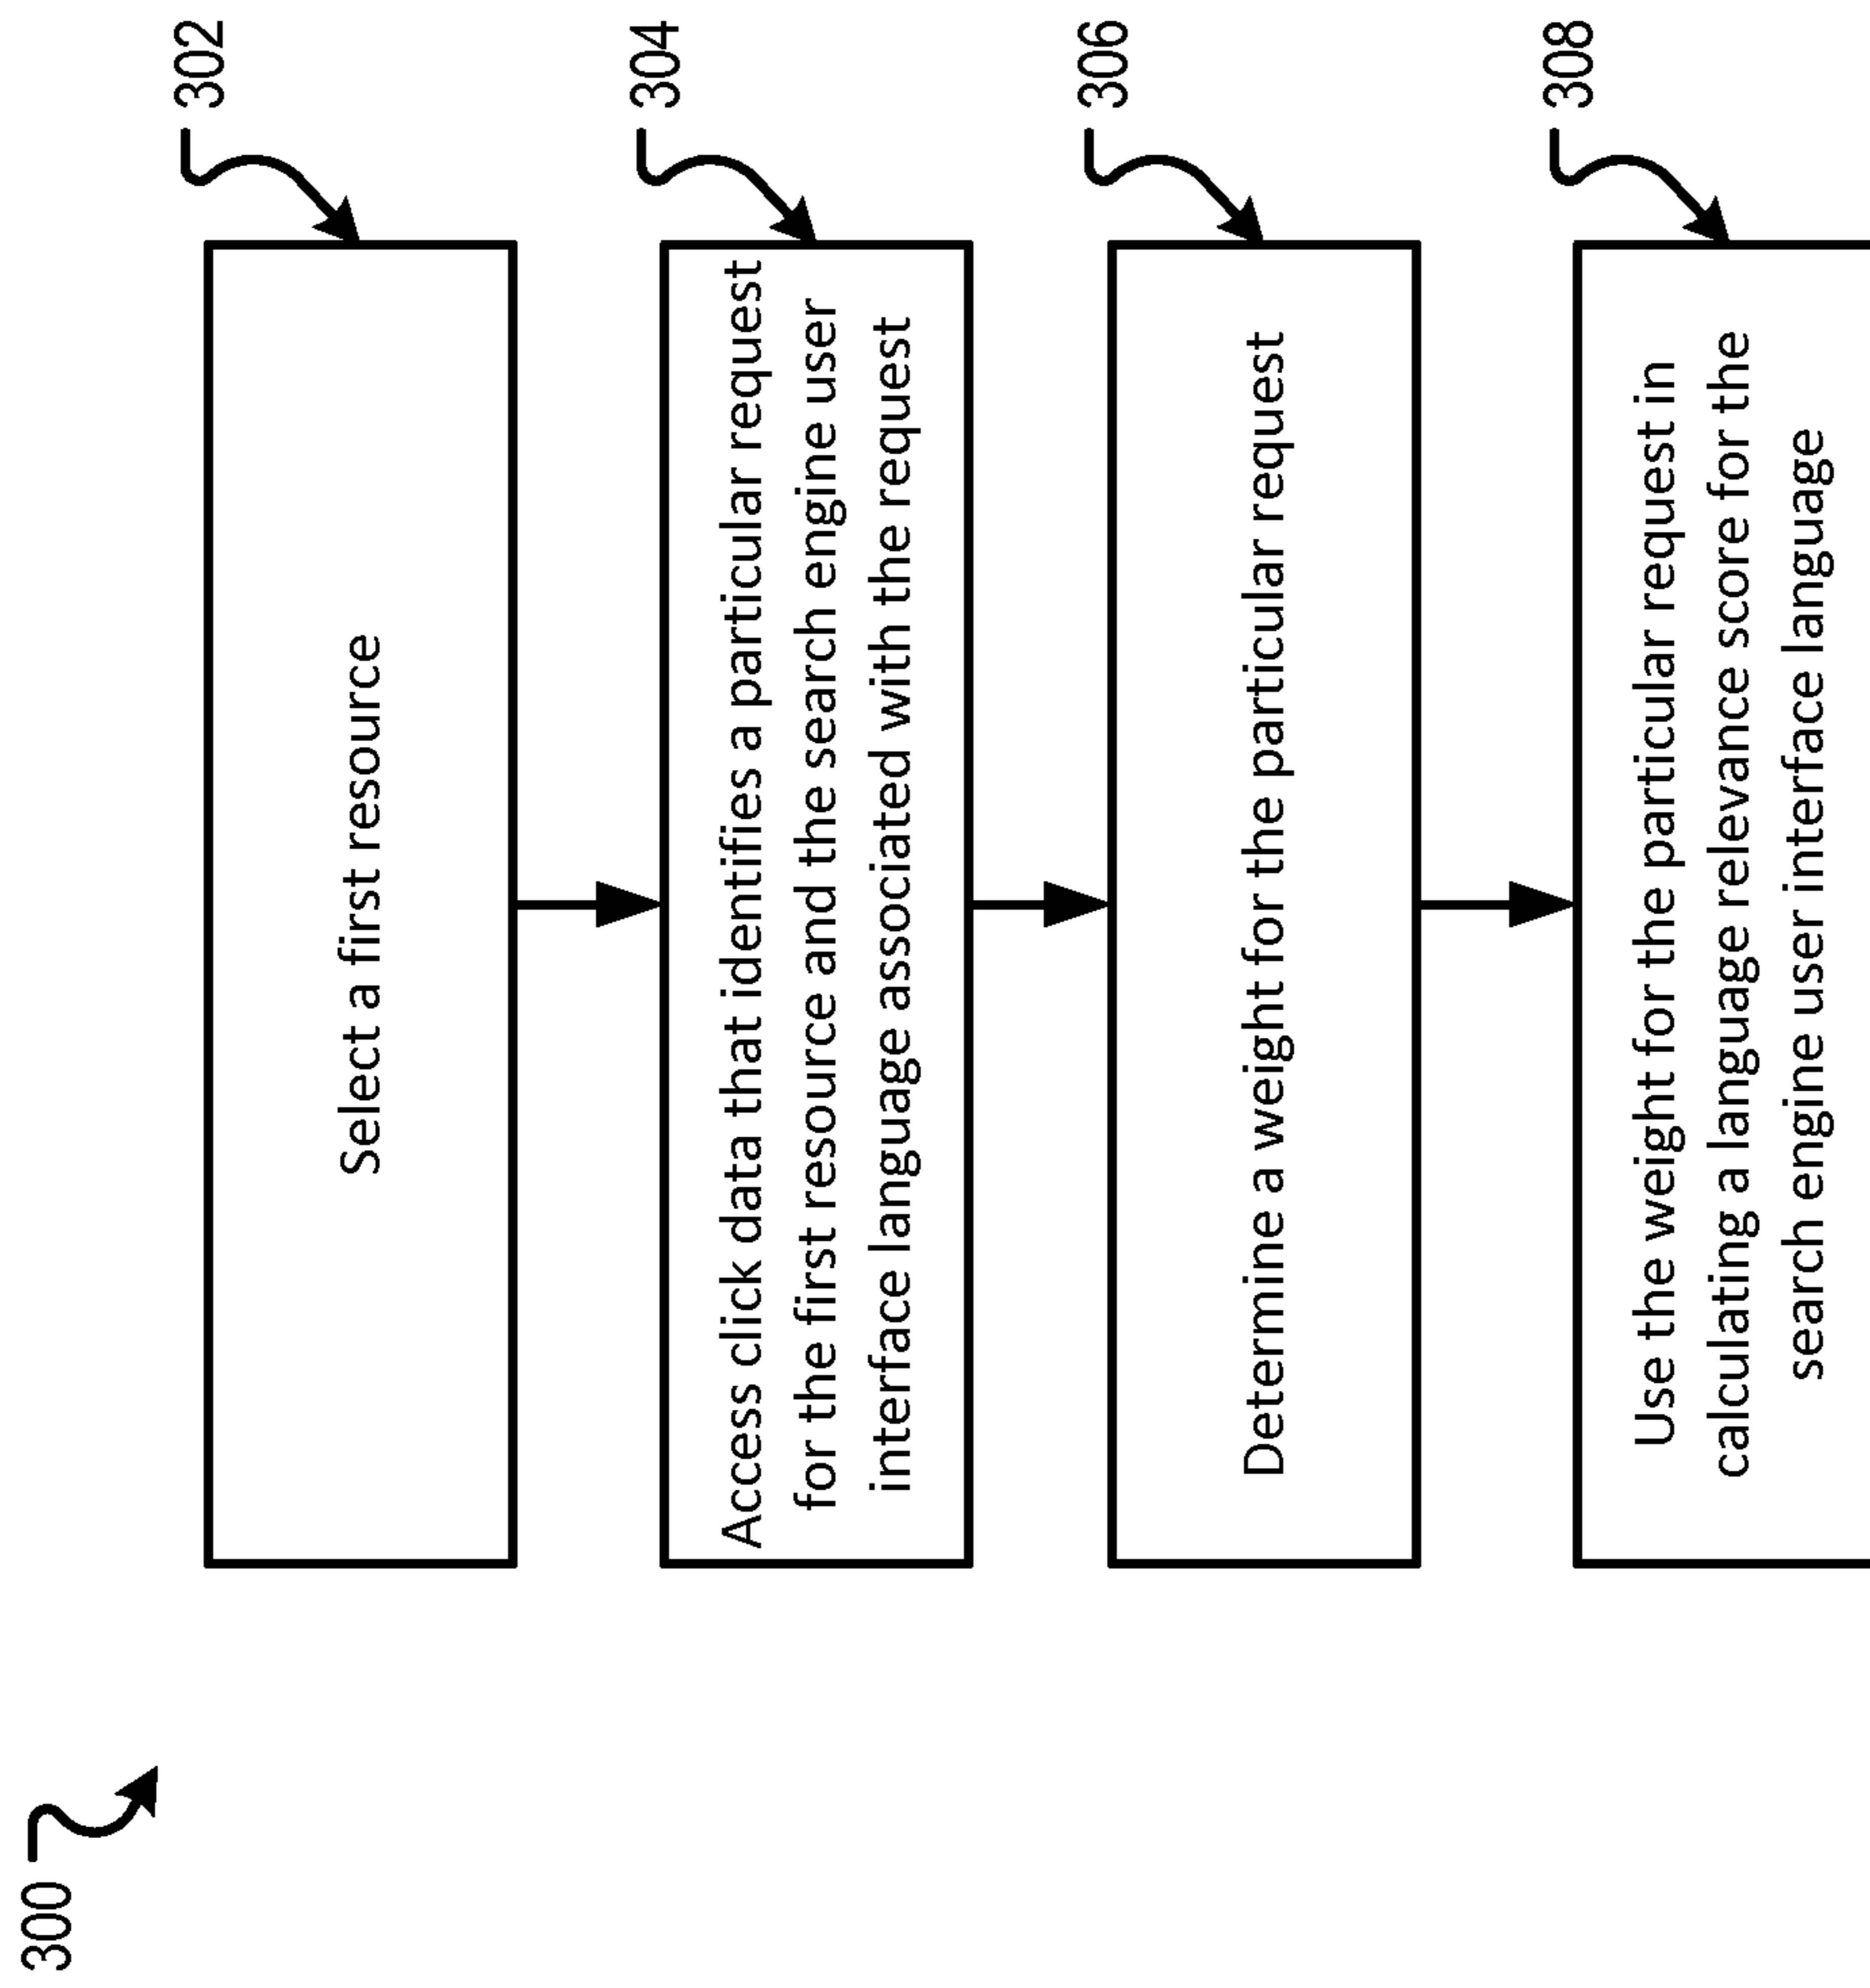 300
302
Select a first resource
304
Access click data that identifies a particular request
for the first resource and the search engine user
interface language associated with the request
306
Determine a weight for the particular request
308
Use the weight for the particular request in
calculating a language relevance score for the
search engine user interface language